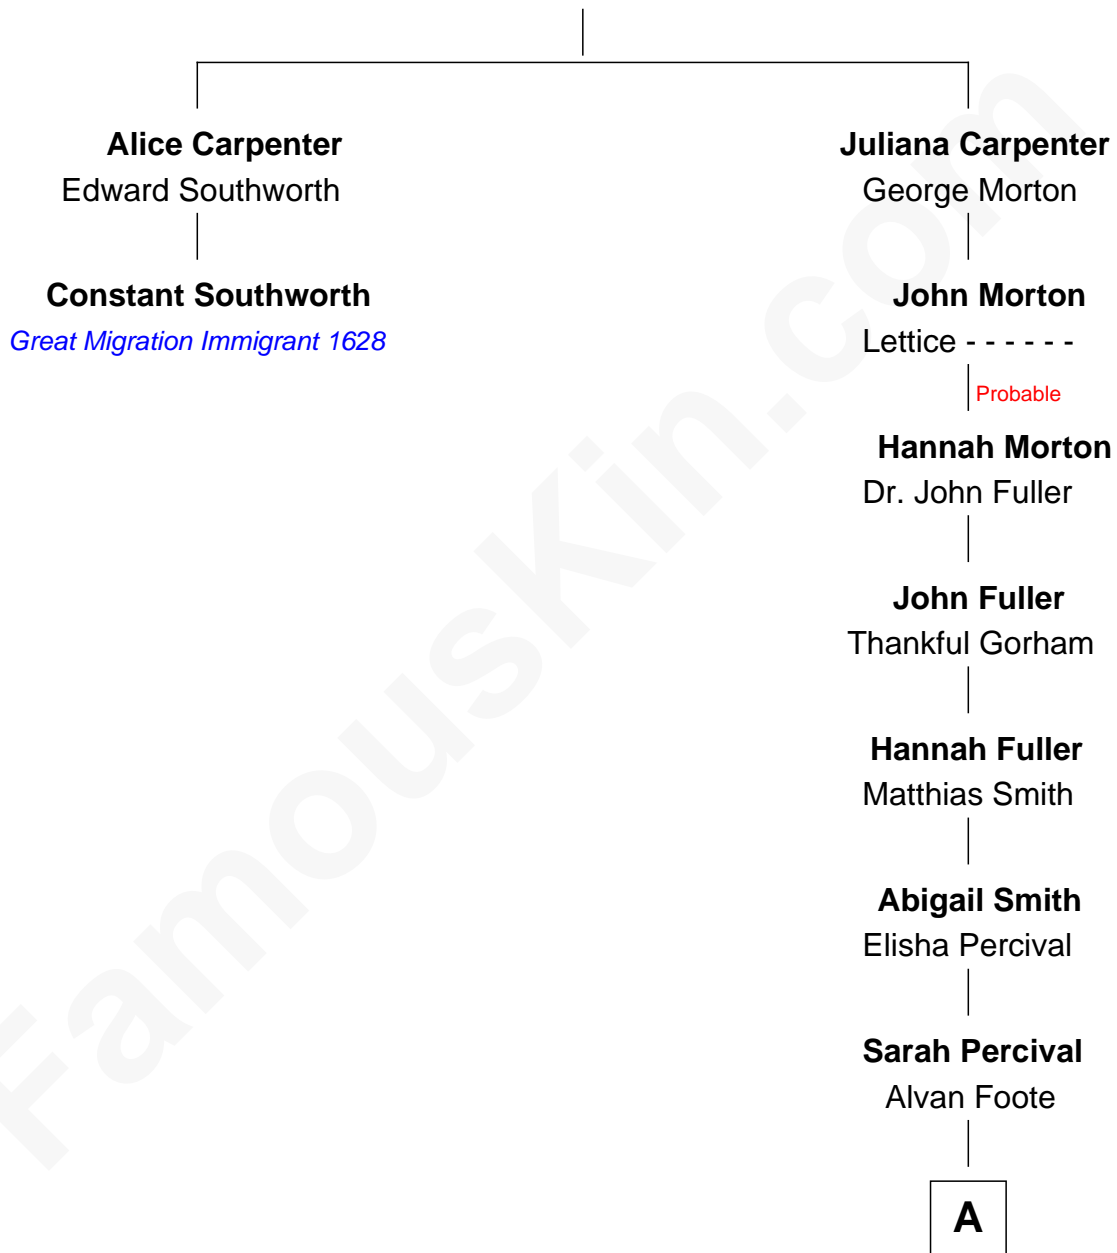 Alice Carpenter
Edward Southworth
Constant Southworth
Great Migration Immigrant 1628
Juliana Carpenter
George Morton
John Morton
Lettice - - - - - -
Probable
Hannah Morton
Dr. John Fuller
John Fuller
Thankful Gorham
Hannah Fuller
Matthias Smith
Abigail Smith
Elisha Percival
Sarah Percival
Alvan Foote
A
FamousKin.com